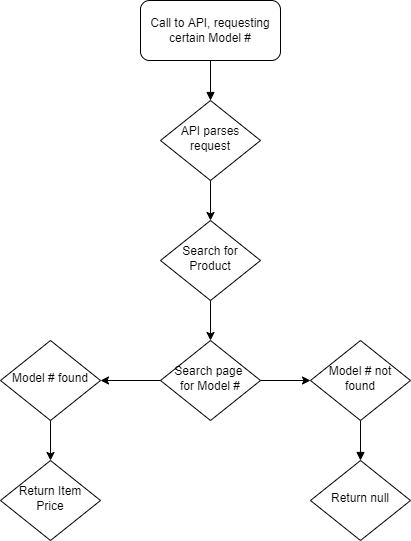 Call to API, requesting
certain Model #
API parses
request
Search for
Product
Search page
for Model #
Model # found
Model # not
found
Return Item
Price
Return null